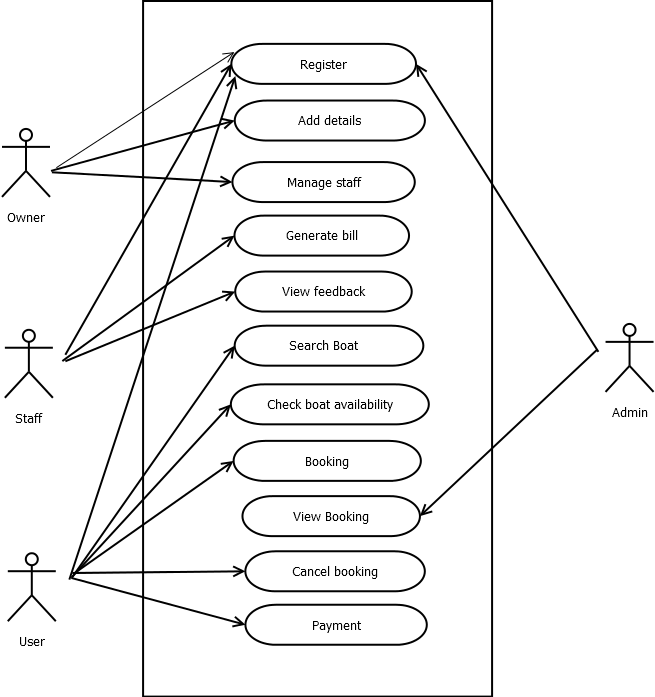 Register
Add details
Manage staff
Owner
Generate bill
View feedback
Search Boat
Staff
Admin
Check boat availability
Booking
View Booking
Cancel booking
Payment
User